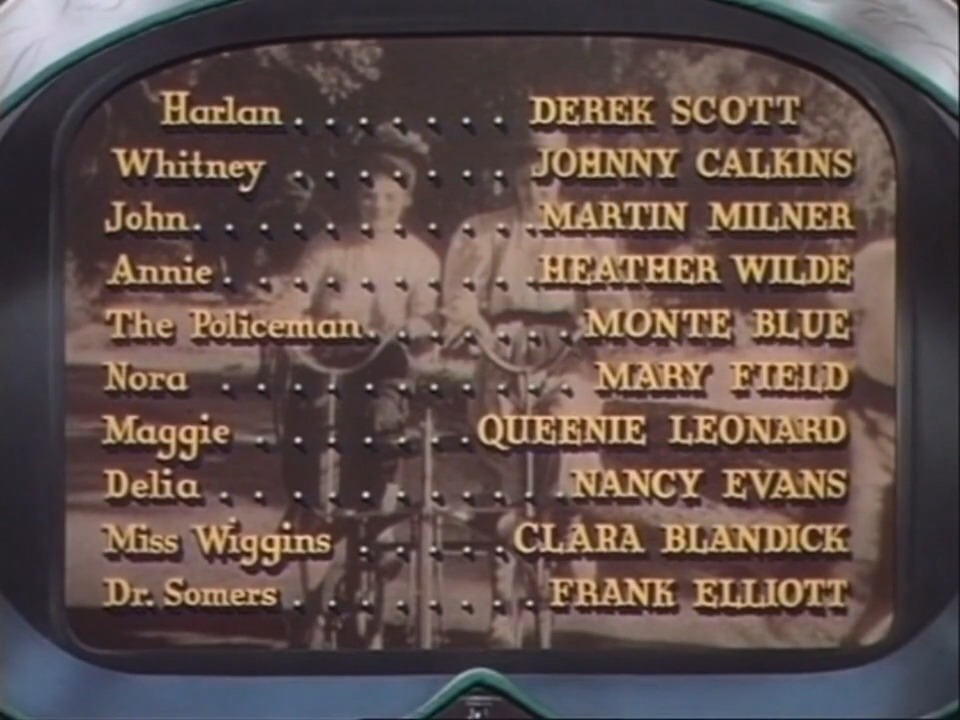 Harlan . . . . . . . DEREK SCOTT
Whitney . . . . . . . JOHNNY CALKINS
John . . . . . . . . . . . MARTIN MILNER
Annie . . . . . . . . . . . HEATHER WILDE
The Policeman . . . . . . . MONTE BLUE
Nora . . . . . . . . . . . MARY FIELD
Maggie . . . . . . . QUEENIE LEONARD
Delia . . . . . . . . . . . NANCY EVANS
Miss Wiggins . . . . . CLARA BLANDICK
Dr. Somers . . . . . . . . FRANK ELLIOTT